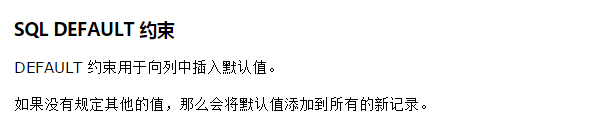 SQL DEFAULT 约束
DEFAULT 约束用于向列中插入默认值。
如果没有规定其他的值，那么会将默认值添加到所有的新记录。